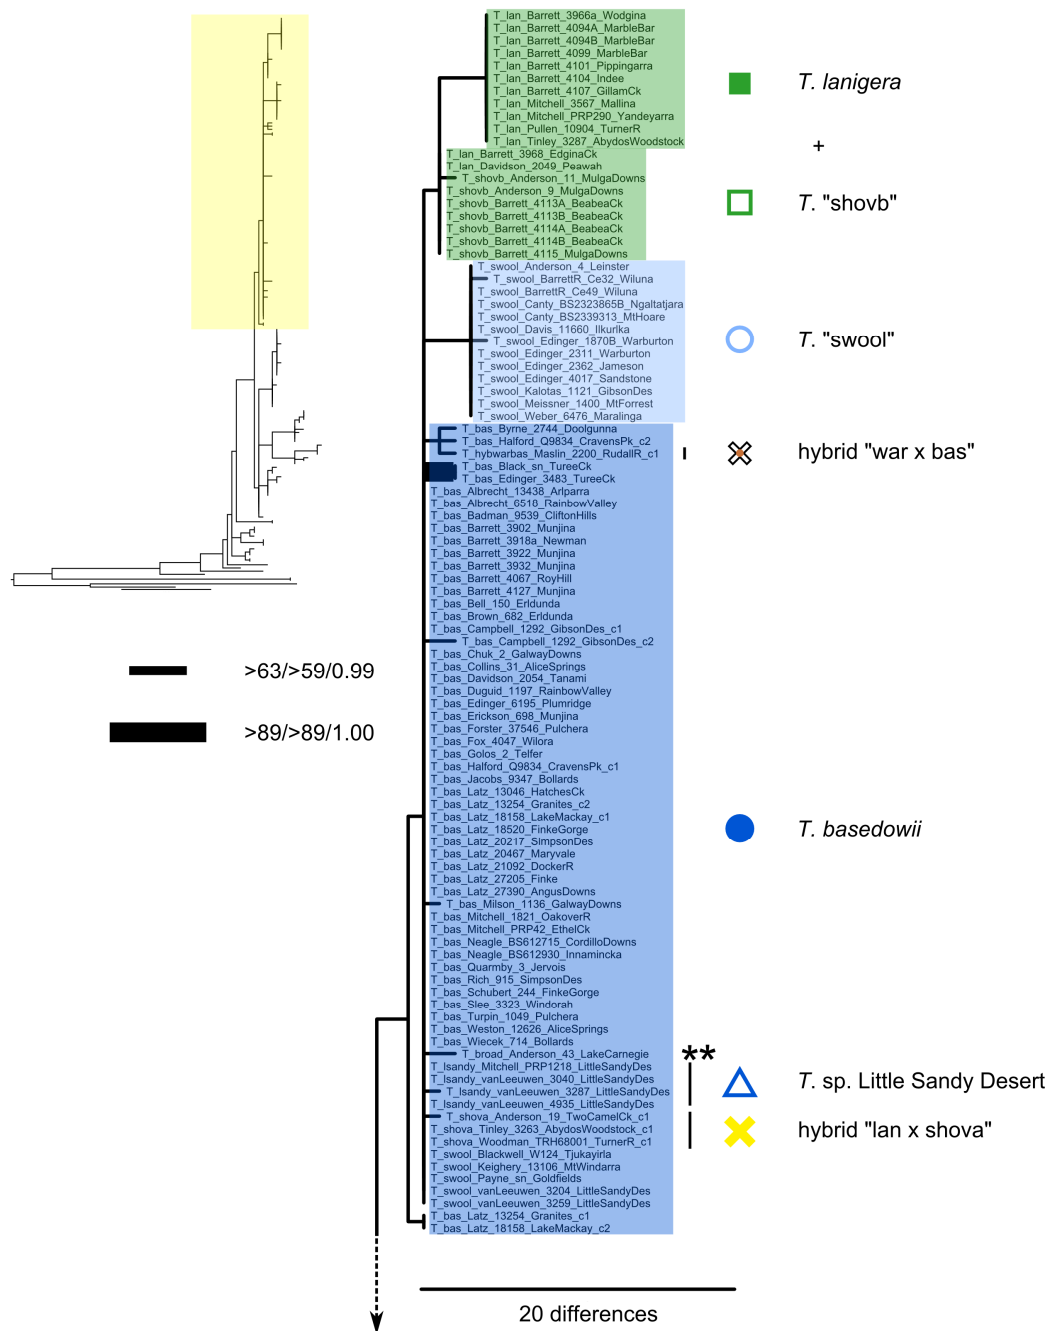 T_lan_Barrett_3966a_Wodgina
T_lan_Barrett_4094A_MarbleBar
T_lan_Barrett_4094B_MarbleBar
T_lan_Barrett_4099_MarbleBar
T_lan_Barrett_4101_Pippingarra
T_lan_Barrett_4104_Indee
T_lan_Barrett_4107_GillamCk
T_lan_Mitchell_3567_Mallina
T_lan_Mitchell_PRP290_Yandeyarra
T_lan_Pullen_10904_TurnerR
T_lan_Tinley_3287_AbydosWoodstock
T_lan_Barrett_3968_EdginaCk
T_lan_Davidson_2049_Peawah
T_shovb_Anderson_11_MulgaDowns
T_shovb_Anderson_9_MulgaDowns
T_shovb_Barrett_4113A_BeabeaCk
T_shovb_Barrett_4113B_BeabeaCk
T_shovb_Barrett_4114A_BeabeaCk
T_shovb_Barrett_4114B_BeabeaCk
T_shovb_Barrett_4115_MulgaDowns
T_swool_Anderson_4_Leinster
T_swool_BarrettR_Ce32_Wiluna
T_swool_BarrettR_Ce49_Wiluna
T_swool_Canty_BS2323865B_Ngaltatjara
T_swool_Canty_BS2339313_MtHoare
T_swool_Davis_11660_Ilkurlka
T_swool_Edinger_1870B_Warburton
T_swool_Edinger_2311_Warburton
T_swool_Edinger_2362_Jameson
T_swool_Edinger_4017_Sandstone
T_swool_Kalotas_1121_GibsonDes
T_swool_Meissner_1400_MtForrest
T_swool_Weber_6476_Maralinga
T_bas_Byrne_2744_Doolgunna
T_bas_Halford_Q9834_CravensPk_c2
T_hybwarbas_Maslin_2200_RudallR_c1
T_bas_Black_sn_TureeCk
T_bas_Edinger_3483_TureeCk
T_bas_Albrecht_13438_Arlparra
T_bas_Albrecht_6518_RainbowValley
T_bas_Badman_9539_CliftonHills
T_bas_Barrett_3902_Munjina
T_bas_Barrett_3918a_Newman
T_bas_Barrett_3922_Munjina
T_bas_Barrett_3932_Munjina
T_bas_Barrett_4067_RoyHill
T_bas_Barrett_4127_Munjina
T_bas_Bell_150_Erldunda
T_bas_Brown_682_Erldunda
T_bas_Campbell_1292_GibsonDes_c1
T_bas_Campbell_1292_GibsonDes_c2
T_bas_Chuk_2_GalwayDowns
T_bas_Collins_31_AliceSprings
T_bas_Davidson_2054_Tanami
T_bas_Duguid_1197_RainbowValley
T_bas_Edinger_6195_Plumridge
T_bas_Erickson_698_Munjina
T_bas_Forster_37546_Pulchera
T_bas_Fox_4047_Wilora
T_bas_Golos_2_Telfer
T_bas_Halford_Q9834_CravensPk_c1
T_bas_Jacobs_9347_Bollards
T_bas_Latz_13046_HatchesCk
T_bas_Latz_13254_Granites_c2
T_bas_Latz_18158_LakeMackay_c1
T_bas_Latz_18520_FinkeGorge
T_bas_Latz_20217_SimpsonDes
T_bas_Latz_20467_Maryvale
T_bas_Latz_21092_DockerR
T_bas_Latz_27205_Finke
T_bas_Latz_27390_AngusDowns
T_bas_Milson_1136_GalwayDowns
T_bas_Mitchell_1821_OakoverR
T_bas_Mitchell_PRP42_EthelCk
T_bas_Neagle_BS612715_CordilloDowns
T_bas_Neagle_BS612930_Innamincka
T_bas_Quarmby_3_Jervois
T_bas_Rich_915_SimpsonDes
T_bas_Schubert_244_FinkeGorge
T_bas_Slee_3323_Windorah
T_bas_Turpin_1049_Pulchera
T_bas_Weston_12626_AliceSprings
T_bas_Wiecek_714_Bollards
T_broad_Anderson_43_LakeCarnegie
T_lsandy_Mitchell_PRP1218_LittleSandyDes
T_lsandy_vanLeeuwen_3040_LittleSandyDes
T_lsandy_vanLeeuwen_3287_LittleSandyDes
T_lsandy_vanLeeuwen_4935_LittleSandyDes
T_shova_Anderson_19_TwoCamelCk_c1
T_shova_Tinley_3263_AbydosWoodstock_c1
T_shova_Woodman_TRH68001_TurnerR_c1
T_swool_Blackwell_W124_Tjukayirla
T_swool_Keighery_13106_MtWindarra
T_swool_Payne_sn_Goldfields
T_swool_vanLeeuwen_3204_LittleSandyDes
T_swool_vanLeeuwen_3259_LittleSandyDes
T_bas_Latz_13254_Granites_c1
T_bas_Latz_18158_LakeMackay_c2
T. lanigera
+
T. "shovb"
T. "swool"
hybrid "war x bas"
T. basedowii
**
T. sp. Little Sandy Desert
hybrid "lan x shova"
>63/>59/0.99
>89/>89/1.00
20 differences